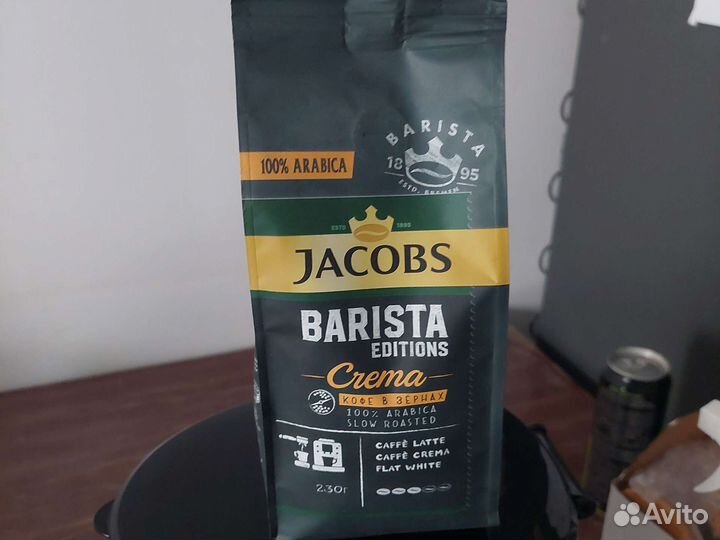 BARISTA
18 95
ESTD. BREMEN
100% ARABICA
ESTD 1895
JACOBS
BARISTA
EDITIONS
Crema
КОФЕ В ЗЕРНАХ
100% ARABICA
SLOW ROASTED
CAFFÈ LATTE
CAFFÈ CREMA
FLAT WHITE
230г
Avito